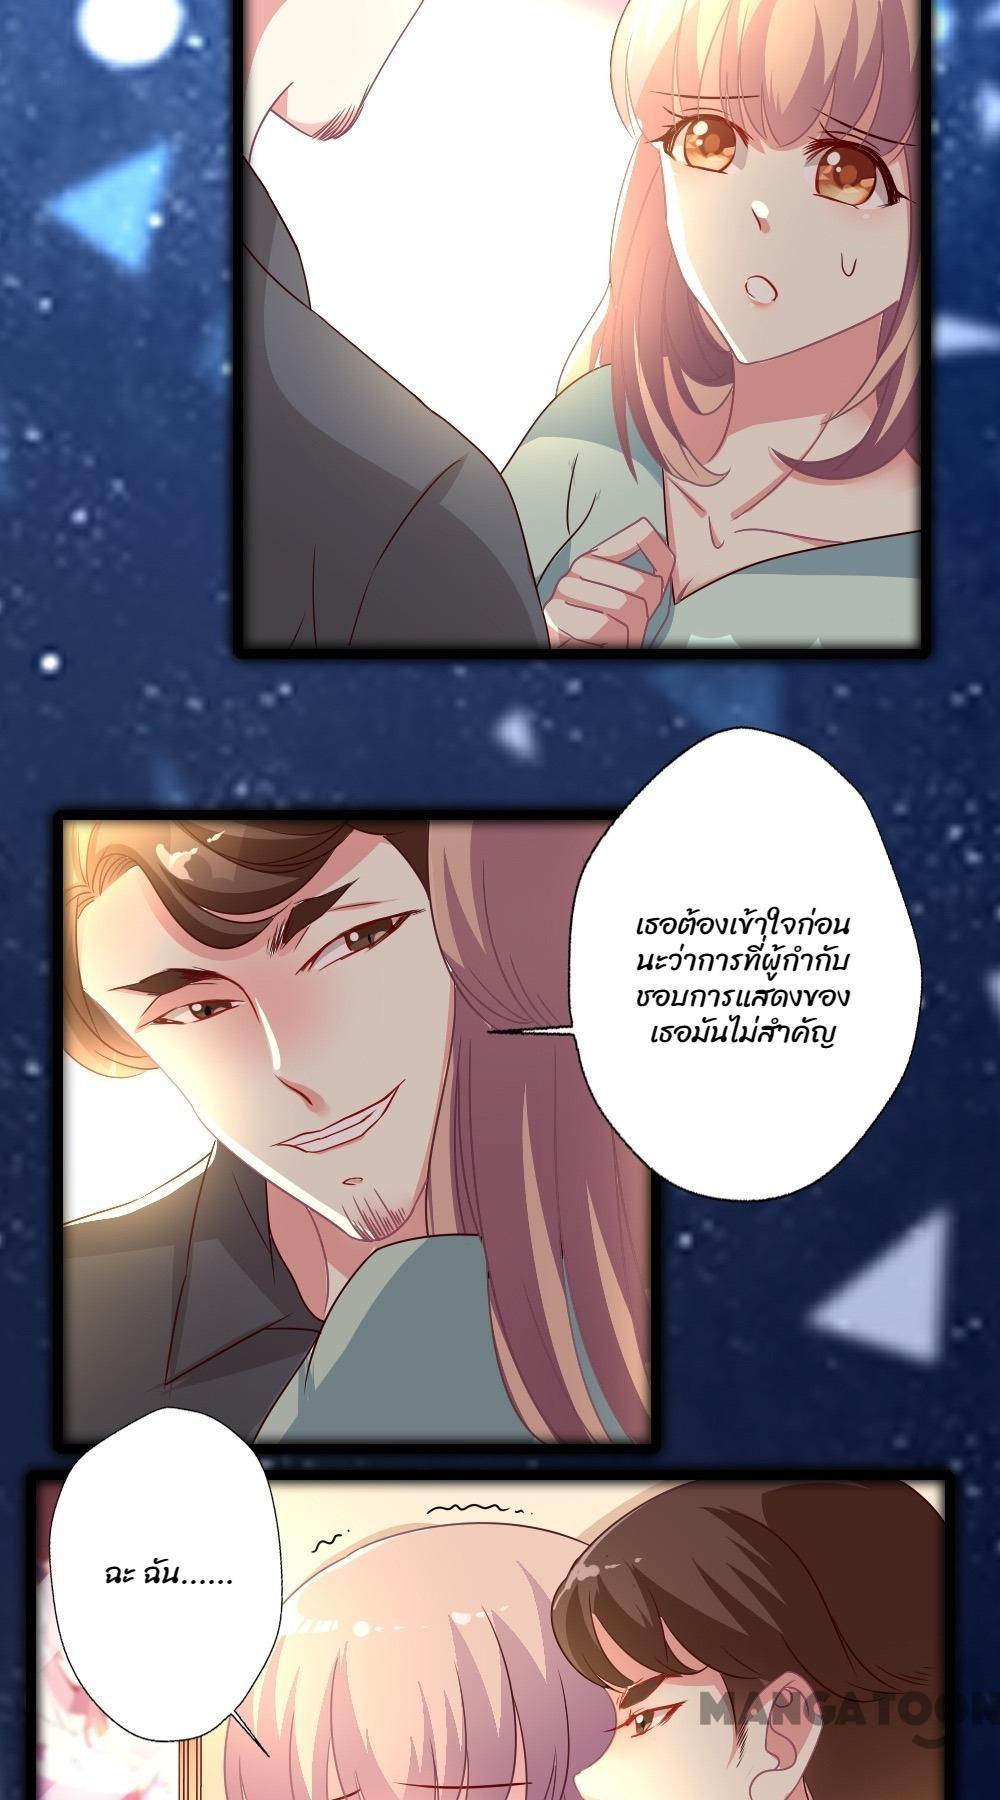 เธอต้องเข้าใจก่อน
นะว่าการที่ผู้กำกับ
ชอบการแสดงของ
เธอมันไม่สำคัญ
ฉะ ฉัน......
MANGATOON